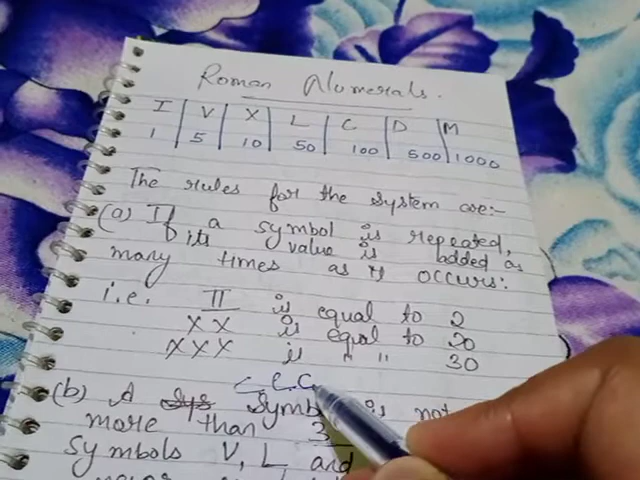 Roman Numerals.
I V X L C D M
1 5 10 50 100 500 1000
The rules for the system are:-
(a) If a symbol is repeated,
its value is added as
many times as it occurs:
i.e. II is equal to 2
XX is equal to 20
XXX is " " 30
CCC
(b) A symb is not
more than 3
symbols V, L and